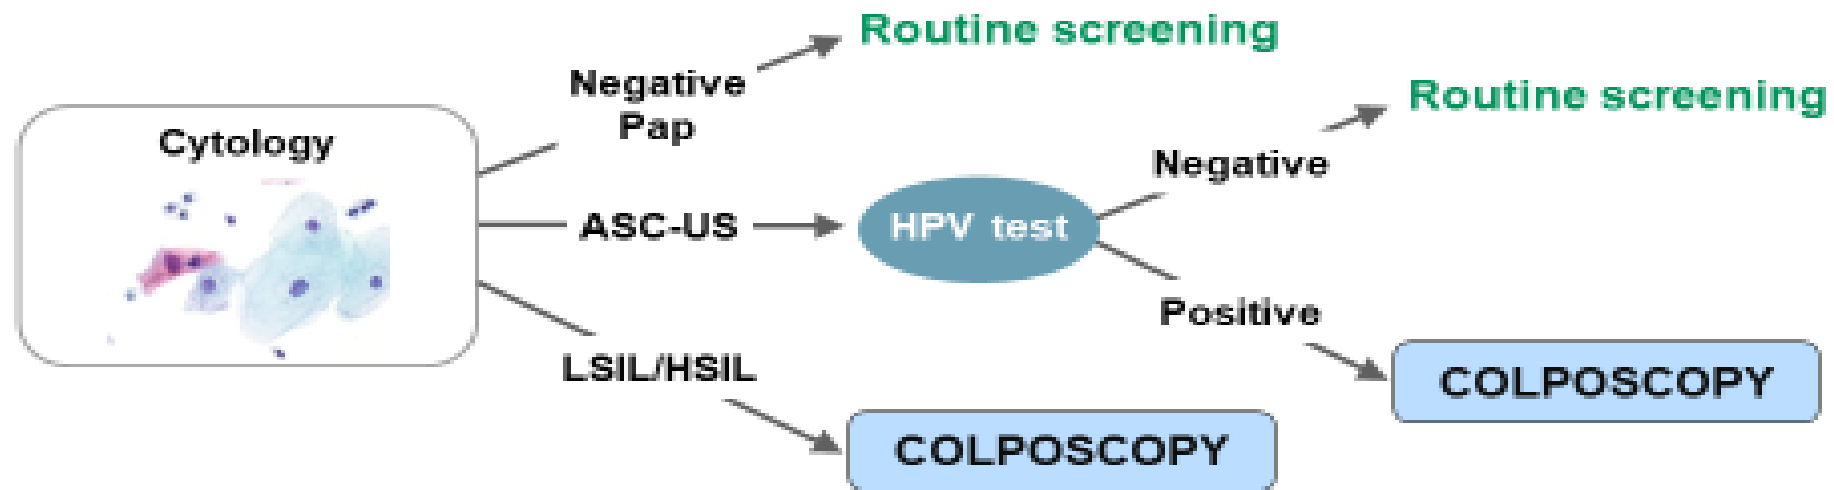 Cytology
Negative
Pap
Routine screening
ASC-US
HPV test
Negative
Routine screening
Positive
COLPOSCOPY
LSIL/HSIL
COLPOSCOPY